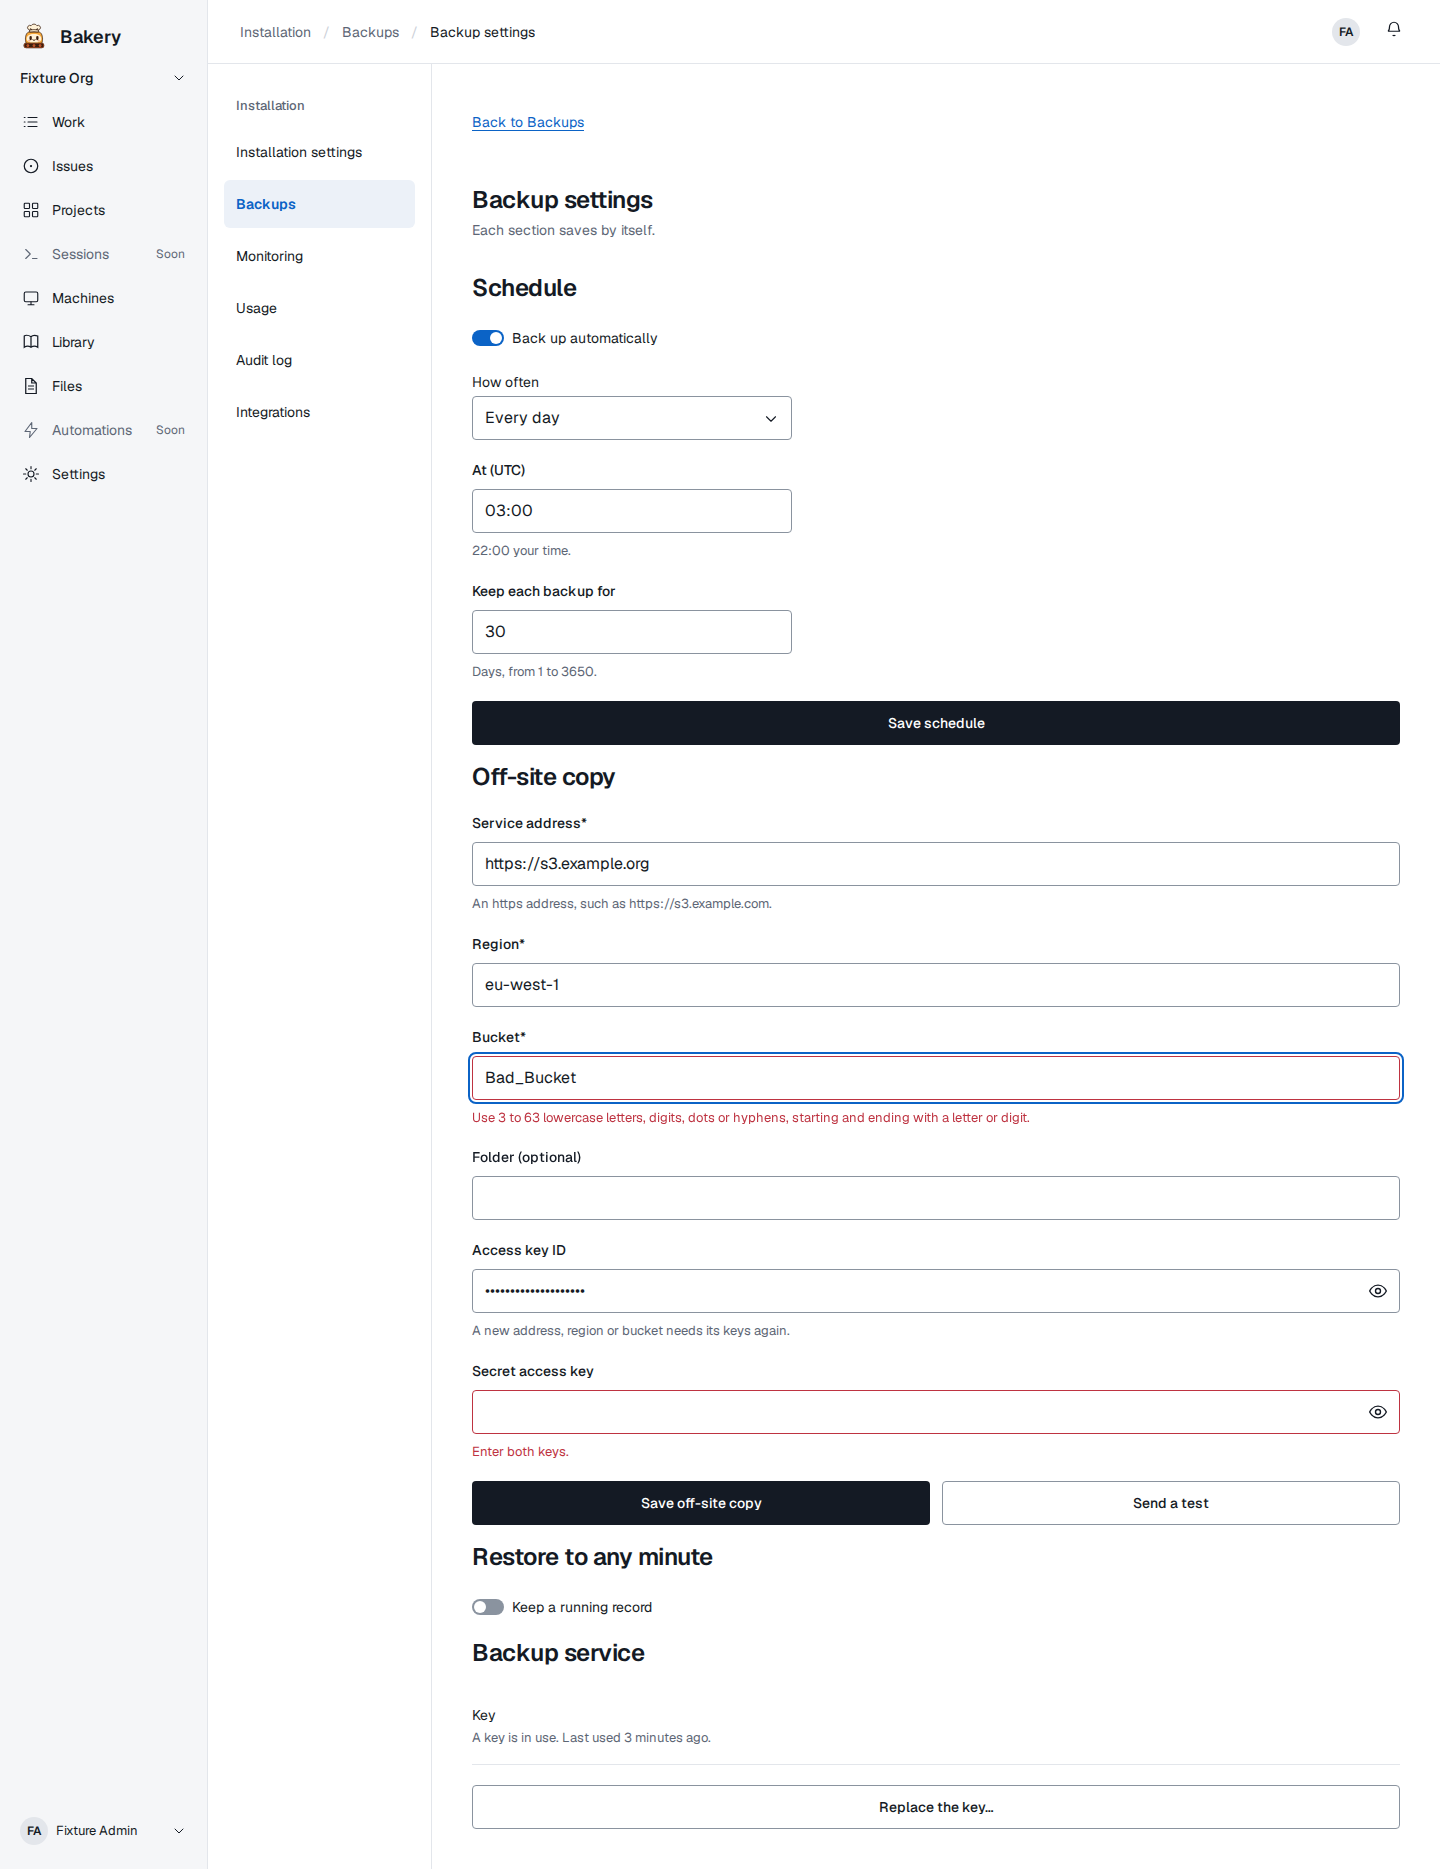 Bakery
Fixture Org
Work
Issues
Projects
Sessions Soon
Machines
Library
Files
Automations Soon
Settings
FA Fixture Admin
Installation / Backups / Backup settings
FA
Installation
Installation settings
Backups
Monitoring
Usage
Audit log
Integrations
Back to Backups
Backup settings
Each section saves by itself.
Schedule
Back up automatically
How often
Every day
At (UTC)
03:00
22:00 your time.
Keep each backup for
30
Days, from 1 to 3650.
Save schedule
Off-site copy
Service address*
https://s3.example.org
An https address, such as https://s3.example.com.
Region*
eu-west-1
Bucket*
Bad_Bucket
Use 3 to 63 lowercase letters, digits, dots or hyphens, starting and ending with a letter or digit.
Folder (optional)
Access key ID
••••••••••••••••••••
A new address, region or bucket needs its keys again.
Secret access key
Enter both keys.
Save off-site copy
Send a test
Restore to any minute
Keep a running record
Backup service
Key
A key is in use. Last used 3 minutes ago.
Replace the key...